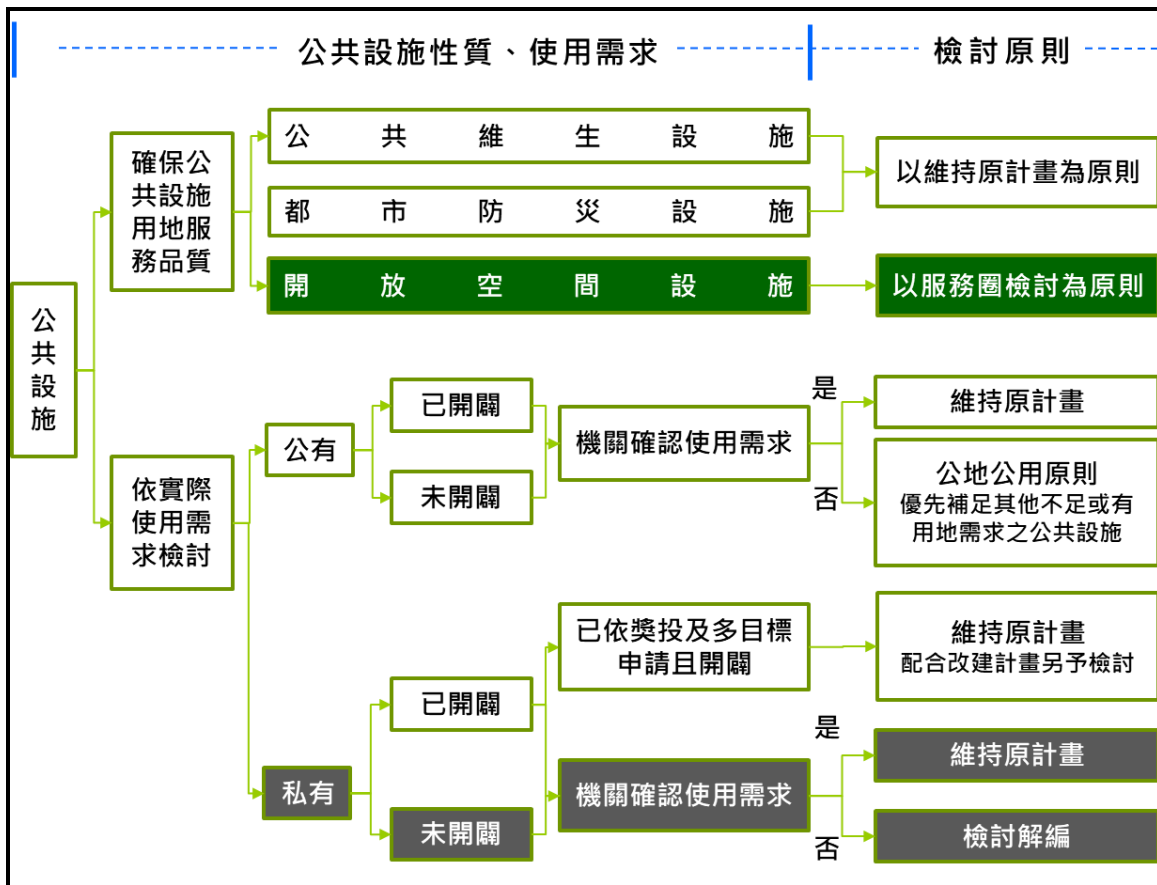 公共設施性質、使用需求
檢討原則
公共設施
確保公
共設施
用地服
務品質
公共維生設施
都市防災設施
開放空間設施
以維持原計畫為原則
以服務圈檢討為原則
依實際
使用需
求檢討
公有
已開闢
未開闢
機關確認使用需求
是
維持原計畫
否
公地公用原則
優先補足其他不足或有
用地需求之公共設施
私有
已開闢
未開闢
已依獎投及多目標
申請且開闢
維持原計畫
配合改建計畫另予檢討
機關確認使用需求
是
維持原計畫
否
檢討解編